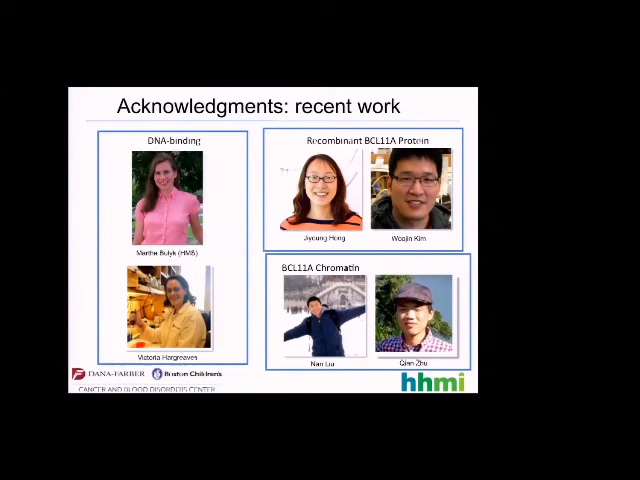 Acknowledgments: recent work
DNA-binding
Martha Bulyk (HMS)
Victoria Hargreaves
Recombinant BCL11A Protein
Jiyoung Hong
Woojin Kim
BCL11A Chromatin
Nan Liu
Qian Zhu
DANA-FARBER
Boston Children's
CANCER AND BLOOD DISORDERS CENTER
hhmi